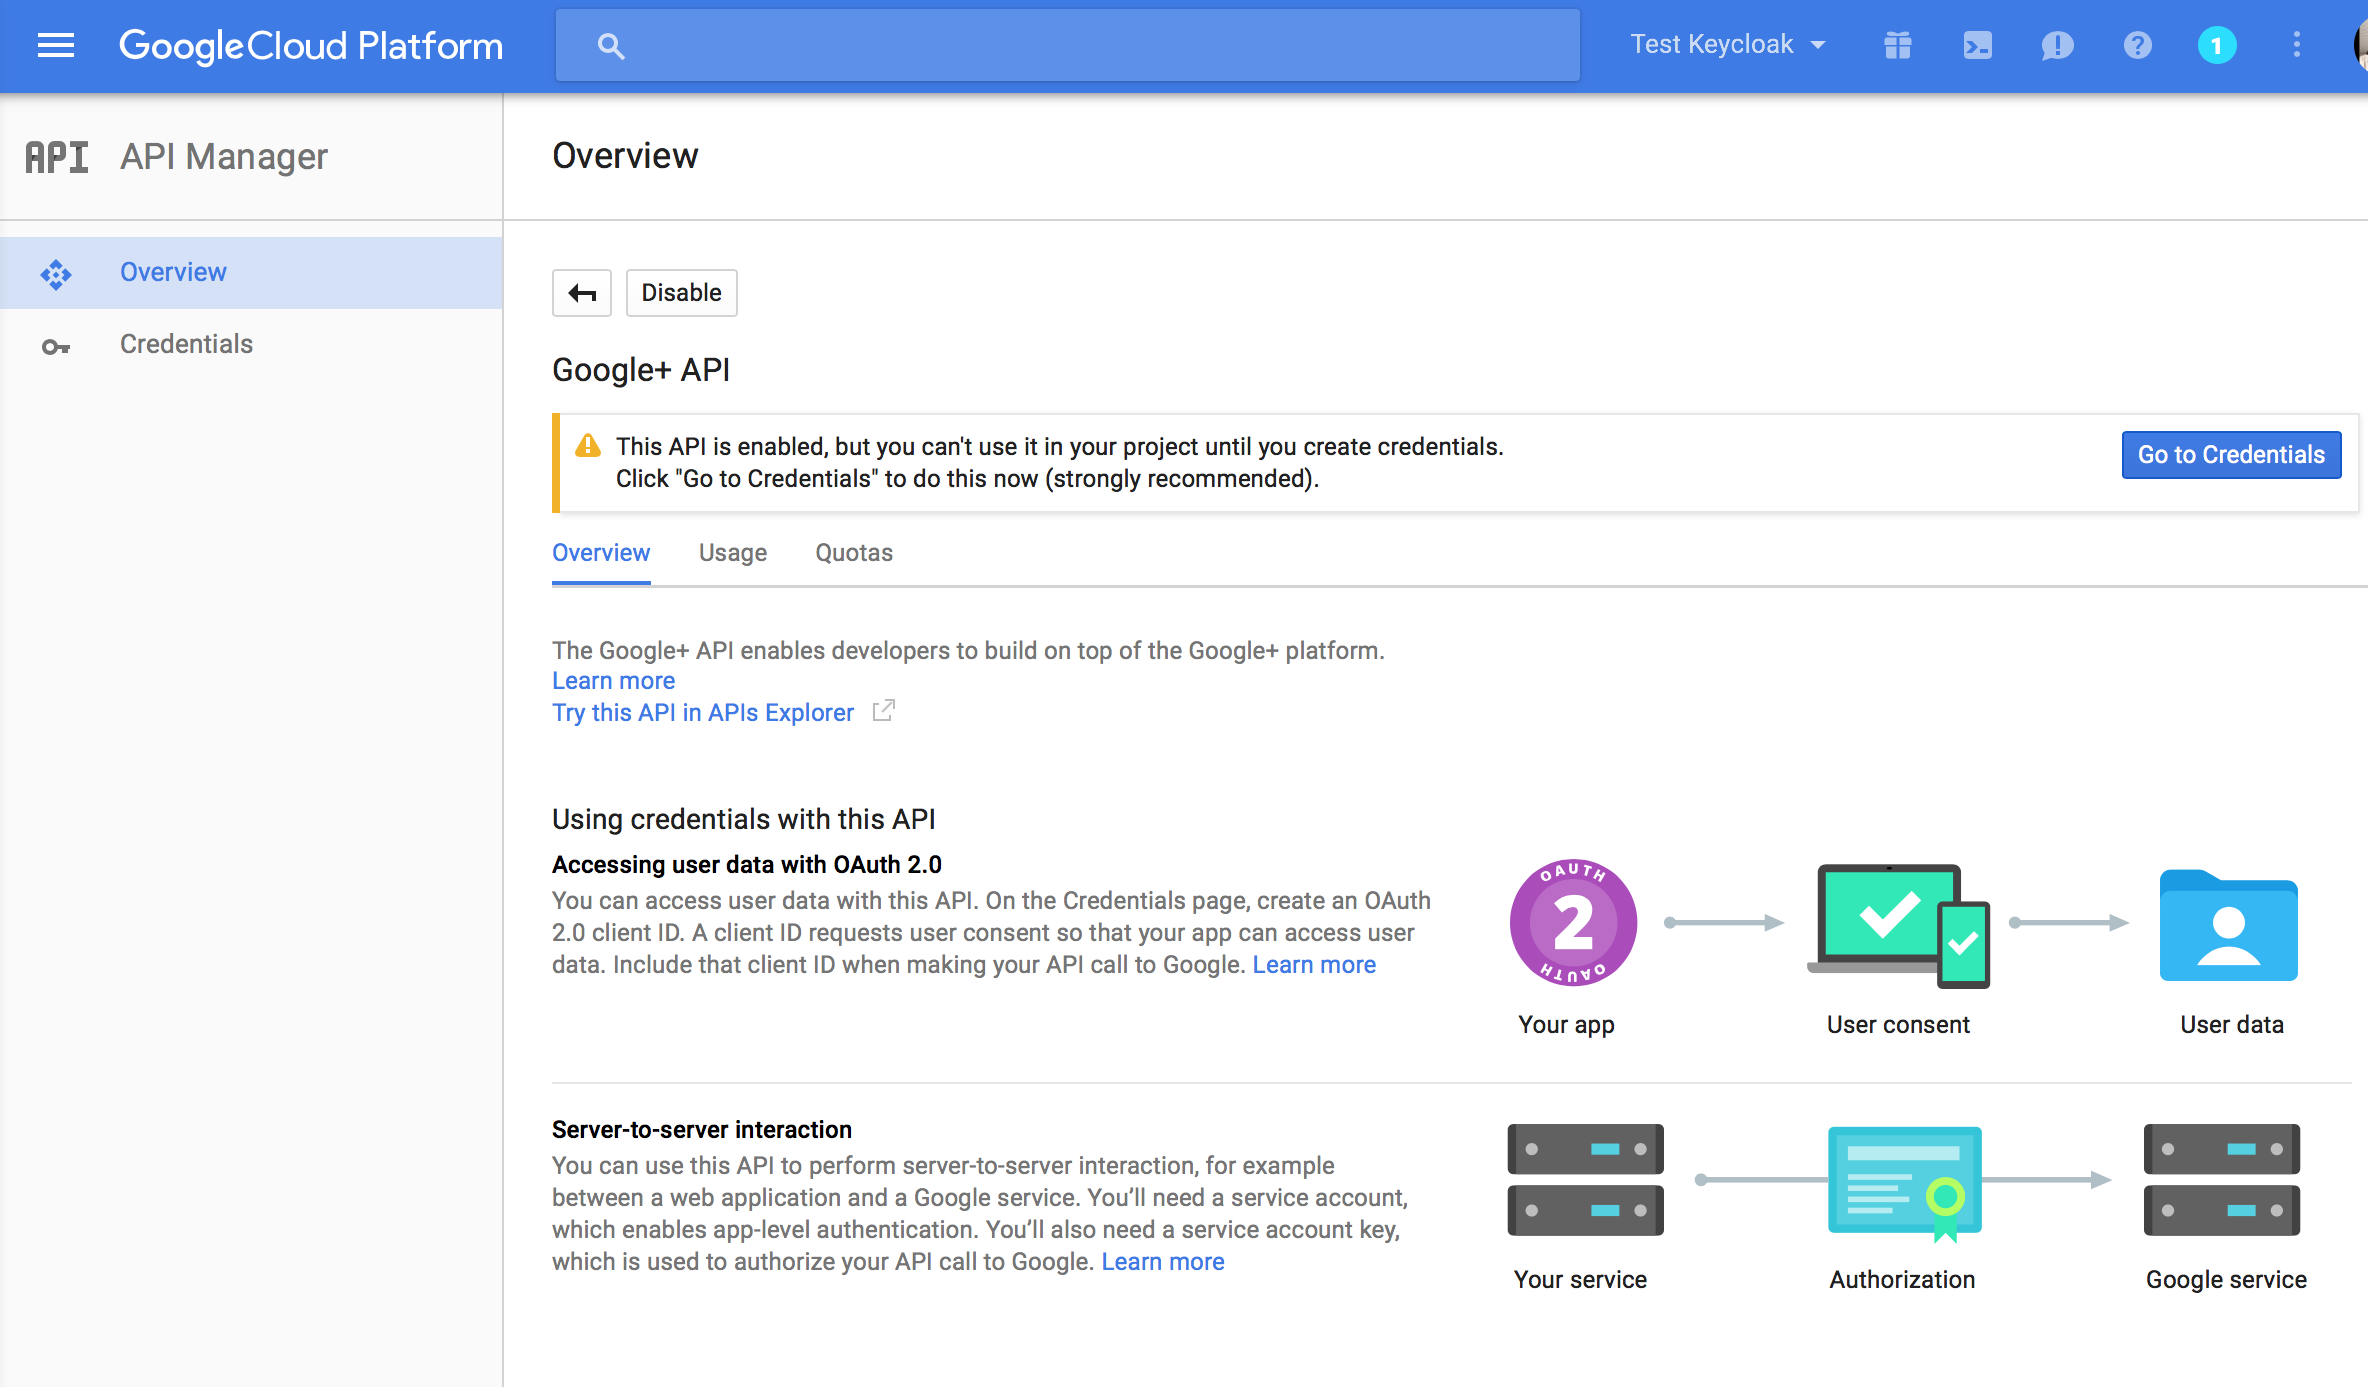 Google Cloud Platform
Test Keycloak
1
API API Manager
Overview
Overview
Credentials
Disable
Google+ API
This API is enabled, but you can't use it in your project until you create credentials.
Click "Go to Credentials" to do this now (strongly recommended).
Go to Credentials
Overview Usage Quotas
The Google+ API enables developers to build on top of the Google+ platform.
Learn more
Try this API in APIs Explorer
Using credentials with this API
Accessing user data with OAuth 2.0
You can access user data with this API. On the Credentials page, create an OAuth
2.0 client ID. A client ID requests user consent so that your app can access user
data. Include that client ID when making your API call to Google. Learn more
OAUTH
2
OAUTH
Your app User consent User data
Server-to-server interaction
You can use this API to perform server-to-server interaction, for example
between a web application and a Google service. You’ll need a service account,
which enables app-level authentication. You’ll also need a service account key,
which is used to authorize your API call to Google. Learn more
Your service Authorization Google service